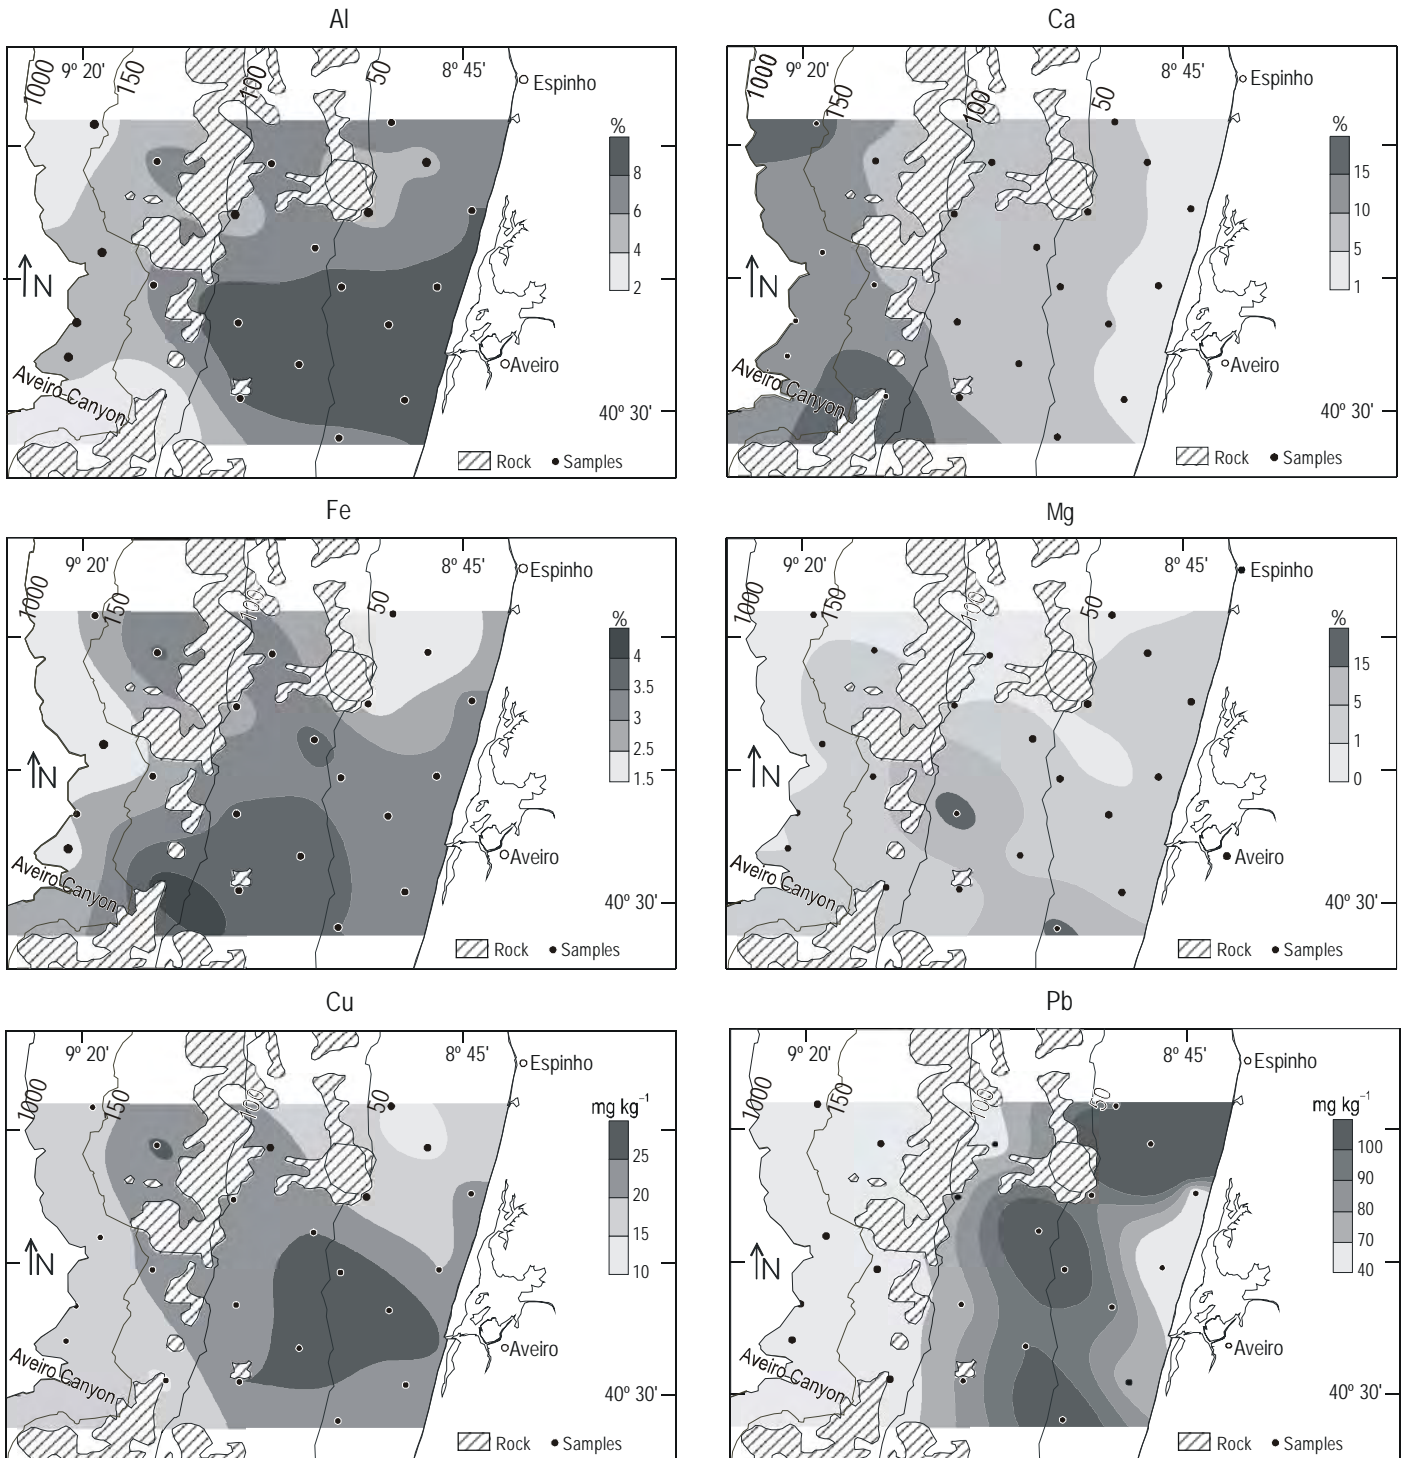 Al
1000
9º 20'
150
100
50
8º 45'
Espinho
%
8
6
4
2
N
Aveiro
Aveiro Canyon
40º 30'
Rock
Samples
Ca
1000
9º 20'
150
100
50
8º 45'
Espinho
%
15
10
5
1
N
Aveiro
Aveiro Canyon
40º 30'
Rock
Samples
Fe
1000
9º 20'
150
100
50
8º 45'
Espinho
%
4
3.5
3
2.5
1.5
N
Aveiro
Aveiro Canyon
40º 30'
Rock
Samples
Mg
1000
9º 20'
150
100
50
8º 45'
Espinho
%
15
5
1
0
N
Aveiro
Aveiro Canyon
40º 30'
Rock
Samples
Cu
1000
9º 20'
150
100
50
8º 45'
Espinho
mg kg⁻¹
25
20
15
10
N
Aveiro
Aveiro Canyon
40º 30'
Rock
Samples
Pb
1000
9º 20'
150
100
50
8º 45'
Espinho
mg kg⁻¹
100
90
80
70
40
N
Aveiro
Aveiro Canyon
40º 30'
Rock
Samples